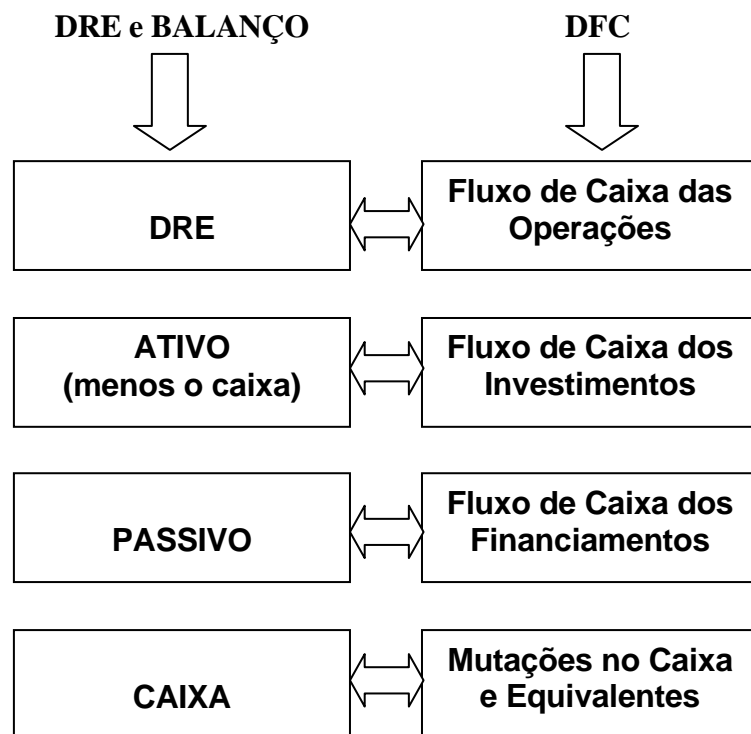 DRE e BALANÇO
DFC
DRE
Fluxo de Caixa das
Operações
ATIVO
(menos o caixa)
Fluxo de Caixa dos
Investimentos
PASSIVO
Fluxo de Caixa dos
Financiamentos
CAIXA
Mutações no Caixa
e Equivalentes